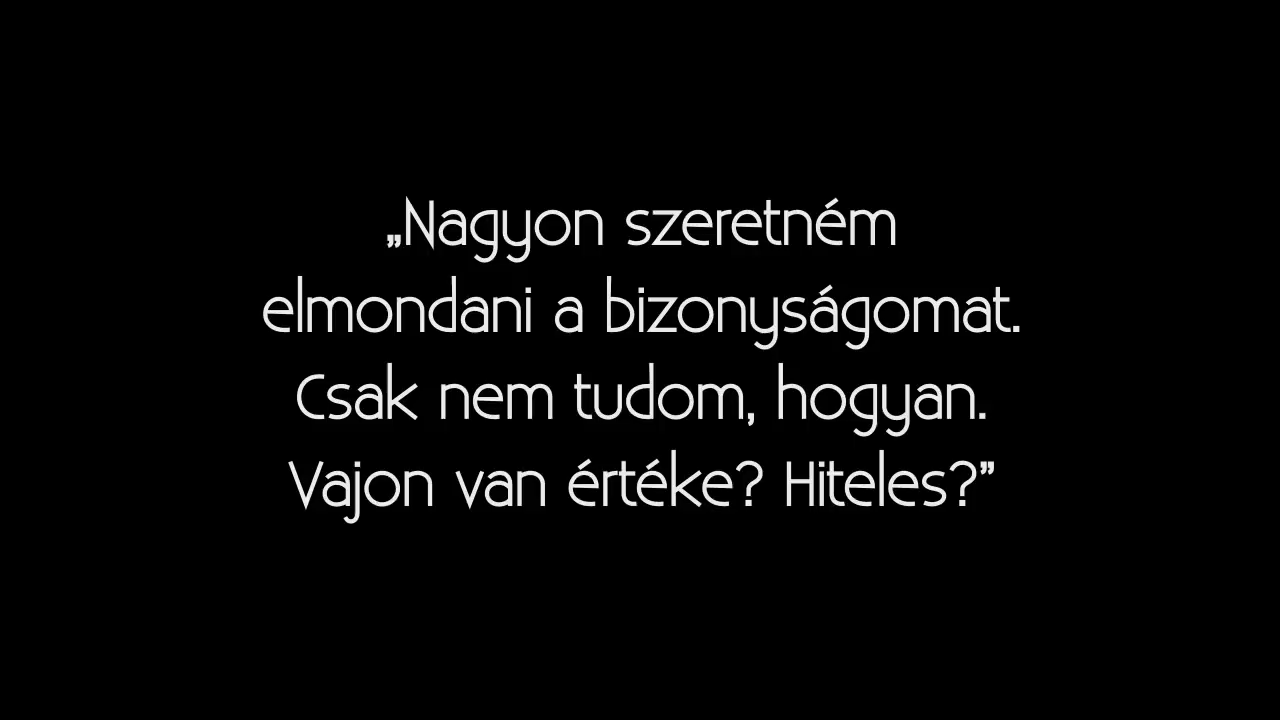 „Nagyon szeretném
elmondani a bizonyságomat.
Csak nem tudom, hogyan.
Vajon van értéke? Hiteles?”